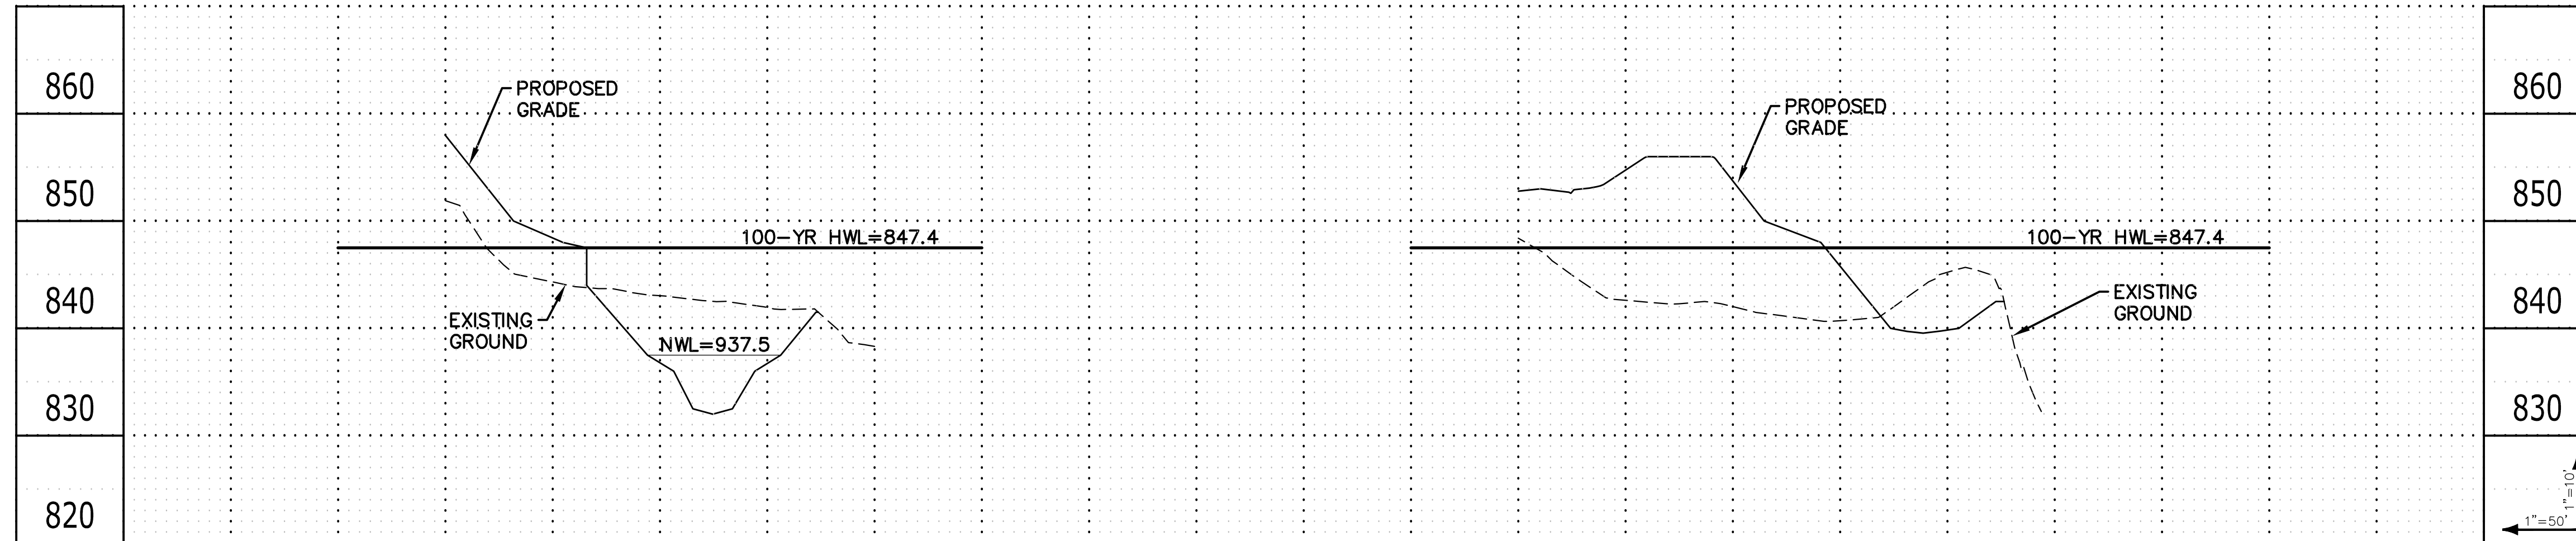 860
850
840
830
820
PROPOSED
GRADE
100-YR HWL=847.4
EXISTING
GROUND
NWL=937.5
PROPOSED
GRADE
100-YR HWL=847.4
EXISTING
GROUND
860
850
840
830
1"=10'
1"=50'